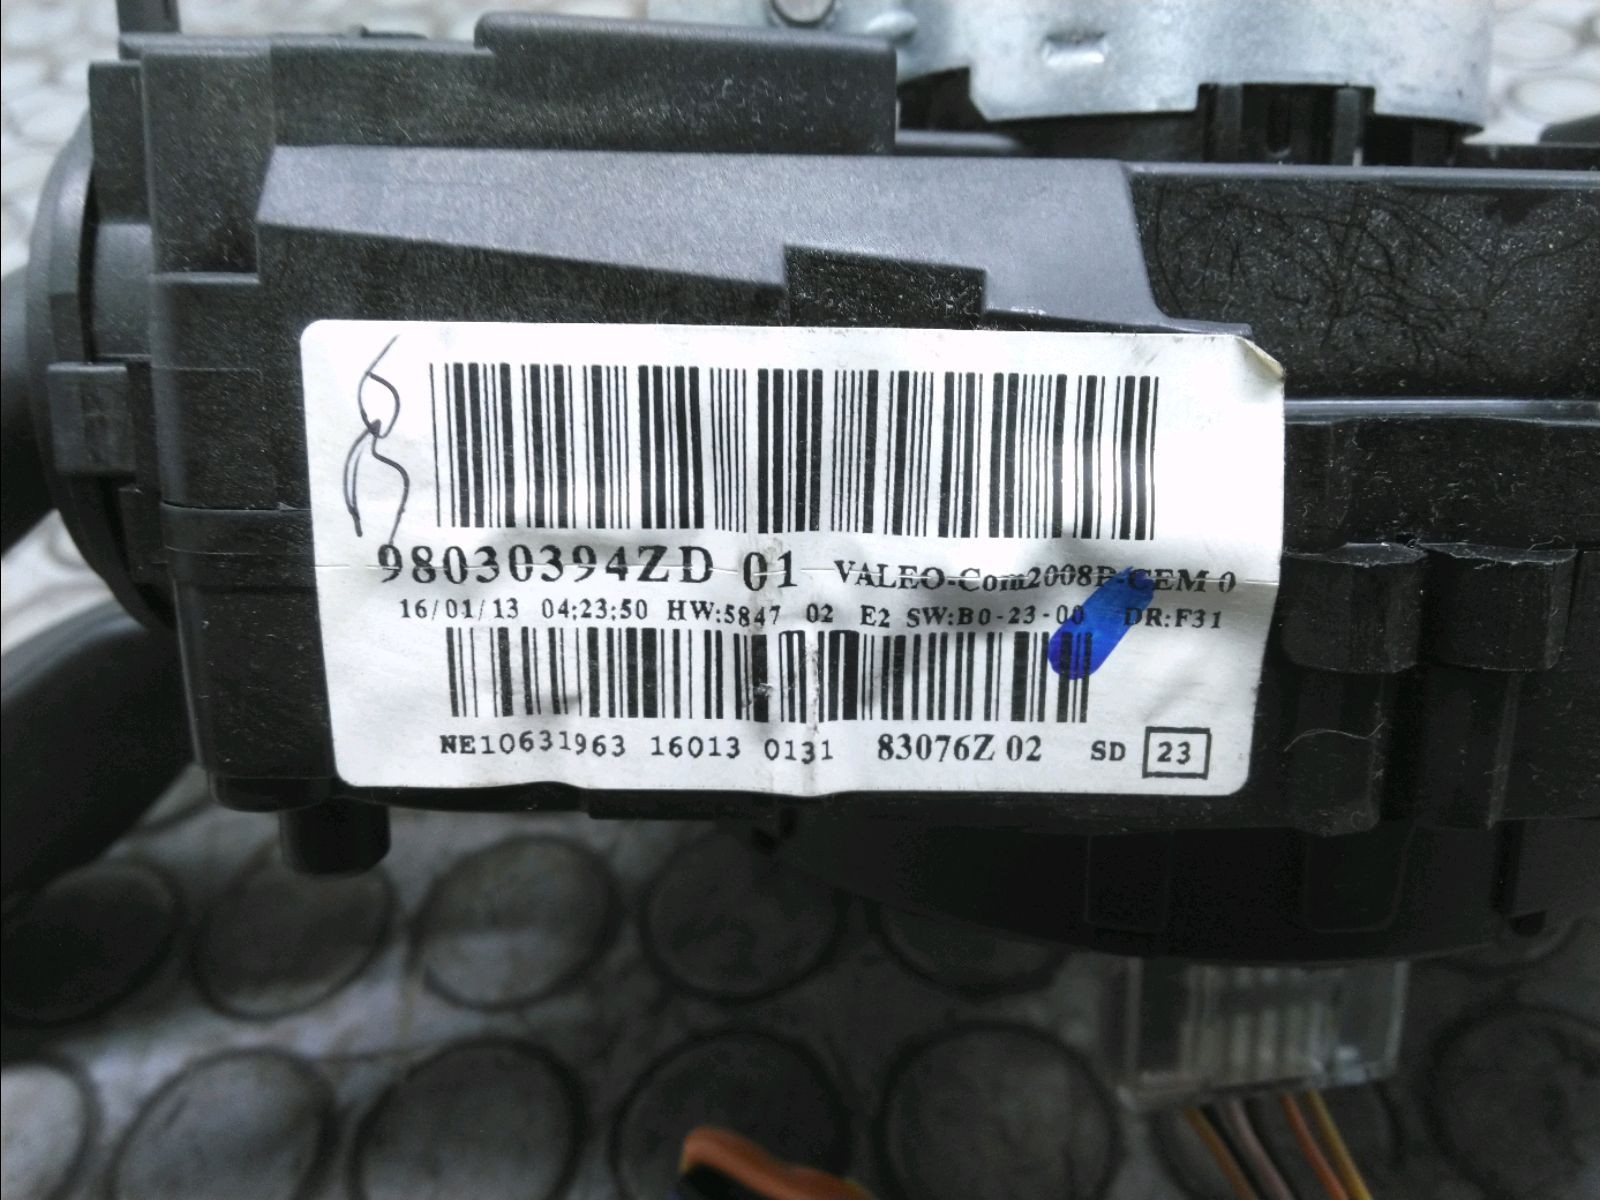 98030394ZD 01 VALEO-Com2008P-CEM 0
16/01/13 04:23:50 HW:5847 02 E2 SW:B0-23-00 DR:F31
NE10631963 16013 0131 83076Z 02 SD 23